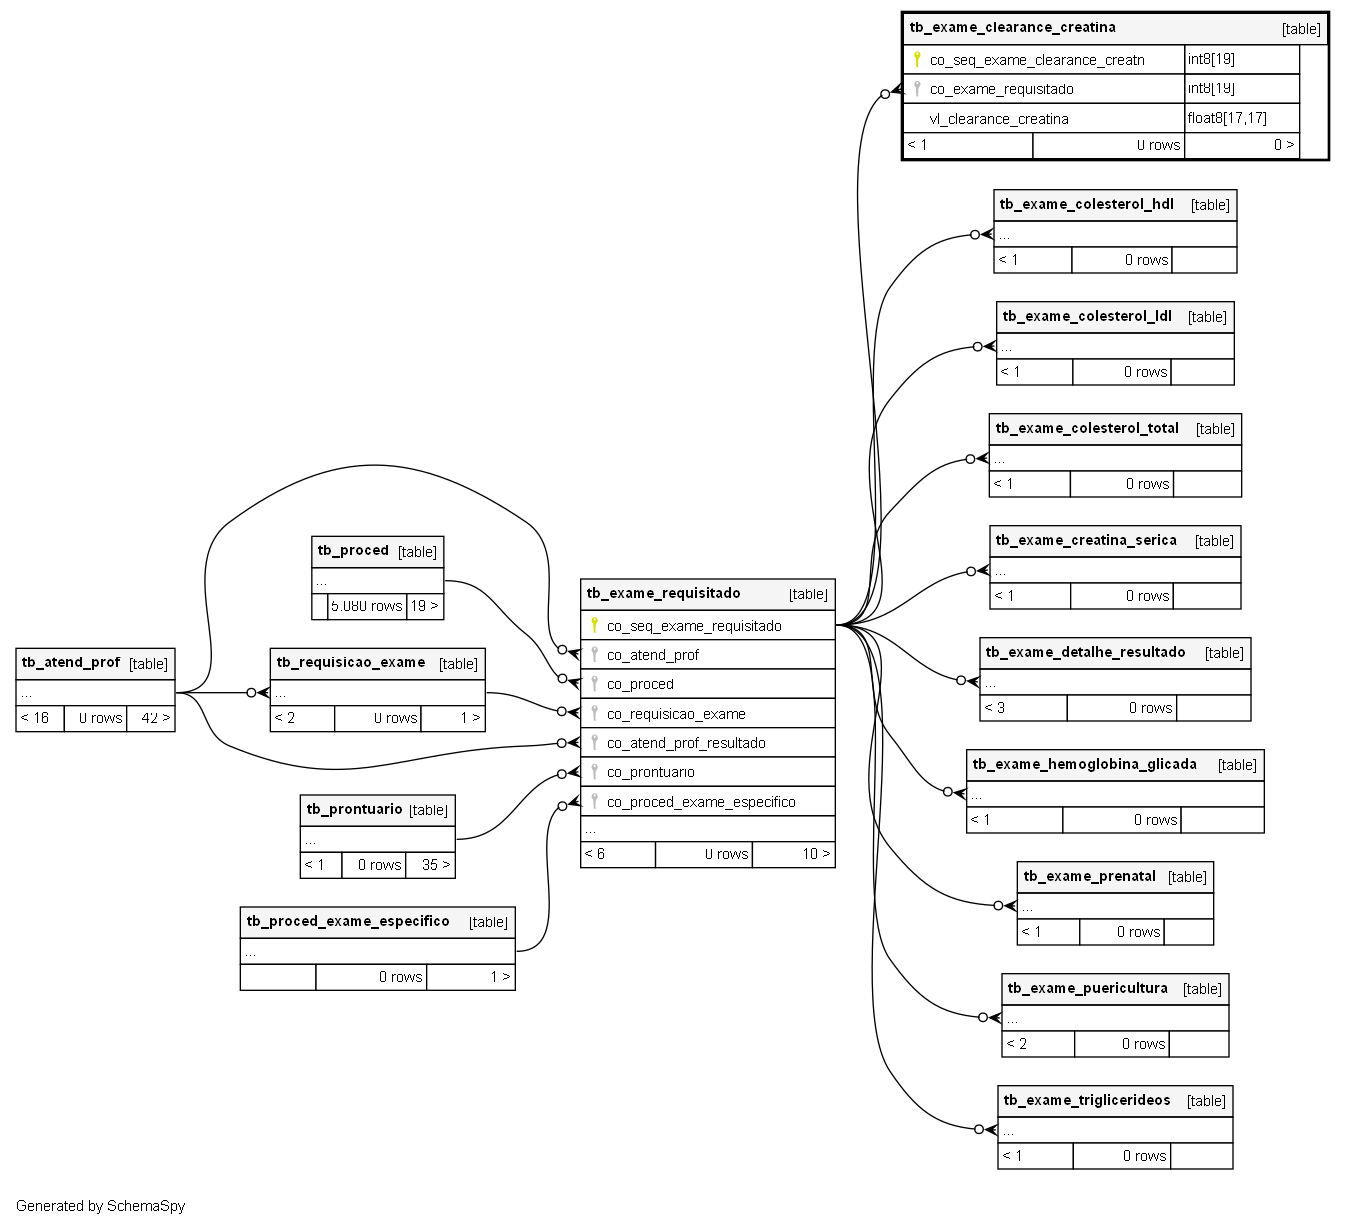 tb_exame_clearance_creatina [table]
co_seq_exame_clearance_creatn int8[19]
co_exame_requisitado int8[19]
vl_clearance_creatina float8[17,17]
< 1 0 rows 0 >
tb_exame_colesterol_hdl [table]
...
< 1 0 rows
tb_exame_colesterol_ldl [table]
...
< 1 0 rows
tb_exame_colesterol_total [table]
...
< 1 0 rows
tb_exame_creatina_serica [table]
...
< 1 0 rows
tb_exame_detalhe_resultado [table]
...
< 3 0 rows
tb_exame_hemoglobina_glicada [table]
...
< 1 0 rows
tb_exame_prenatal [table]
...
< 1 0 rows
tb_exame_puericultura [table]
...
< 2 0 rows
tb_exame_triglicerideos [table]
...
< 1 0 rows
tb_exame_requisitado [table]
co_seq_exame_requisitado
co_atend_prof
co_proced
co_requisicao_exame
co_atend_prof_resultado
co_prontuario
co_proced_exame_especifico
...
< 6 0 rows 10 >
tb_proced [table]
...
5.080 rows 19 >
tb_atend_prof [table]
...
< 16 0 rows 42 >
tb_requisicao_exame [table]
...
< 2 0 rows 1 >
tb_prontuario [table]
...
< 1 0 rows 35 >
tb_proced_exame_especifico [table]
...
0 rows 1 >
Generated by SchemaSpy